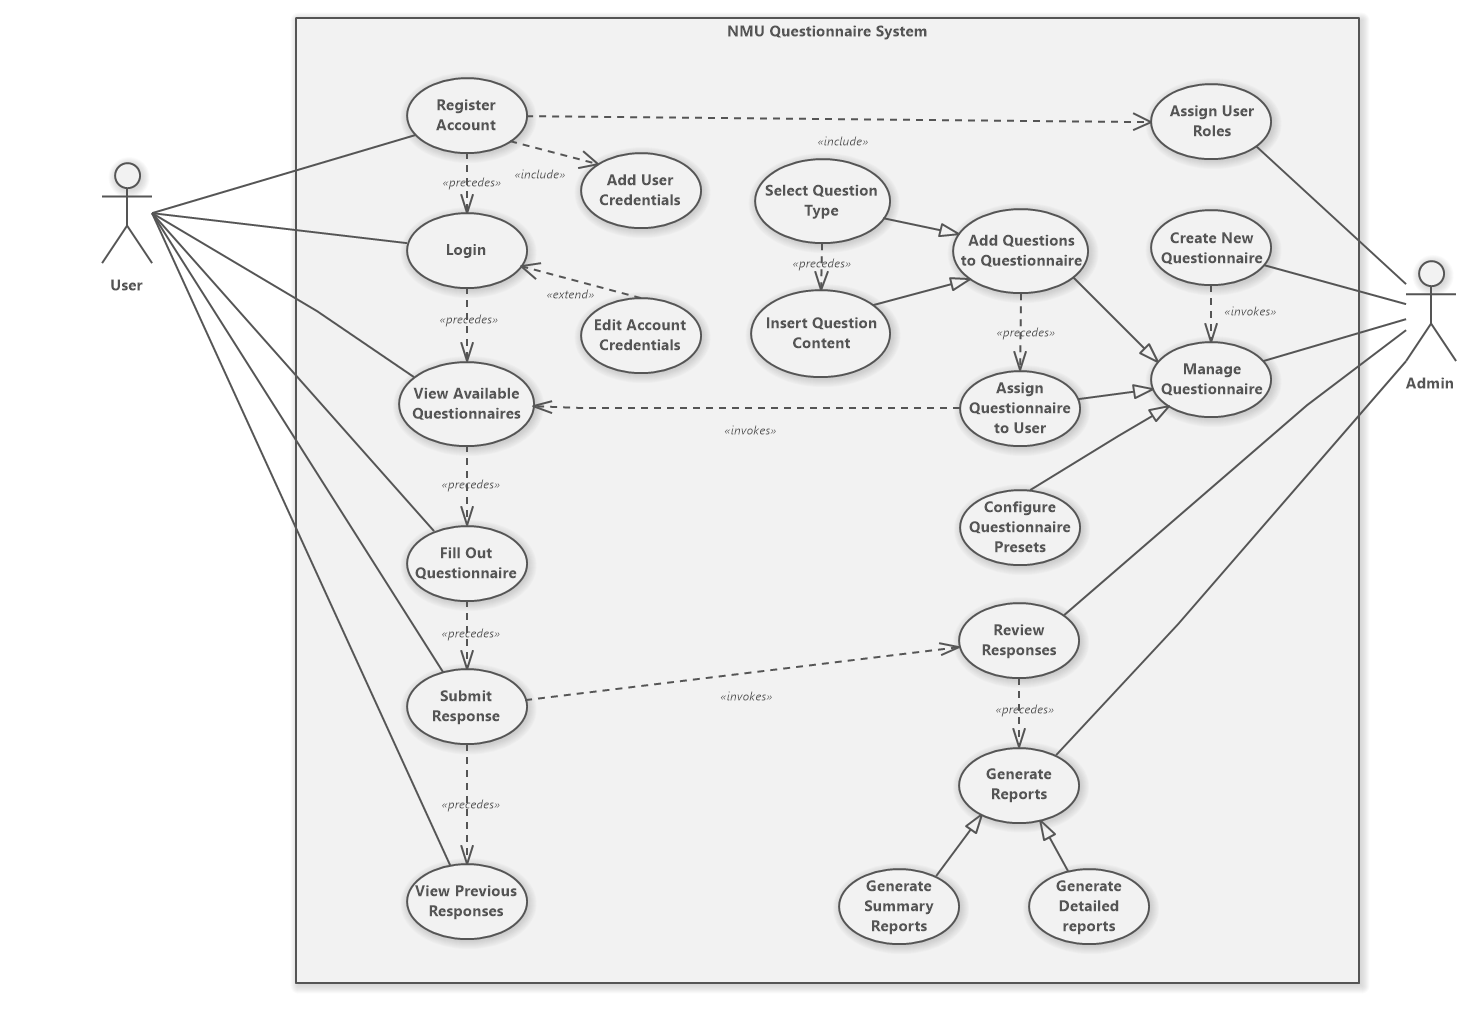 NMU Questionnaire System
Register
Account
Assign User
Roles
«include»
«include»
«precedes»
Add User
Credentials
Select Question
Type
Login
Add Questions
to Questionnaire
Create New
Questionnaire
User
«precedes»
«extend»
«invokes»
Edit Account
Credentials
Insert Question
Content
«precedes»
«precedes»
View Available
Questionnaires
Assign
Questionnaire
to User
Manage
Questionnaire
Admin
«invokes»
«precedes»
Configure
Questionnaire
Presets
Fill Out
Questionnaire
«precedes»
Review
Responses
Submit
Response
«invokes»
«precedes»
Generate
Reports
«precedes»
View Previous
Responses
Generate
Summary
Reports
Generate
Detailed
reports